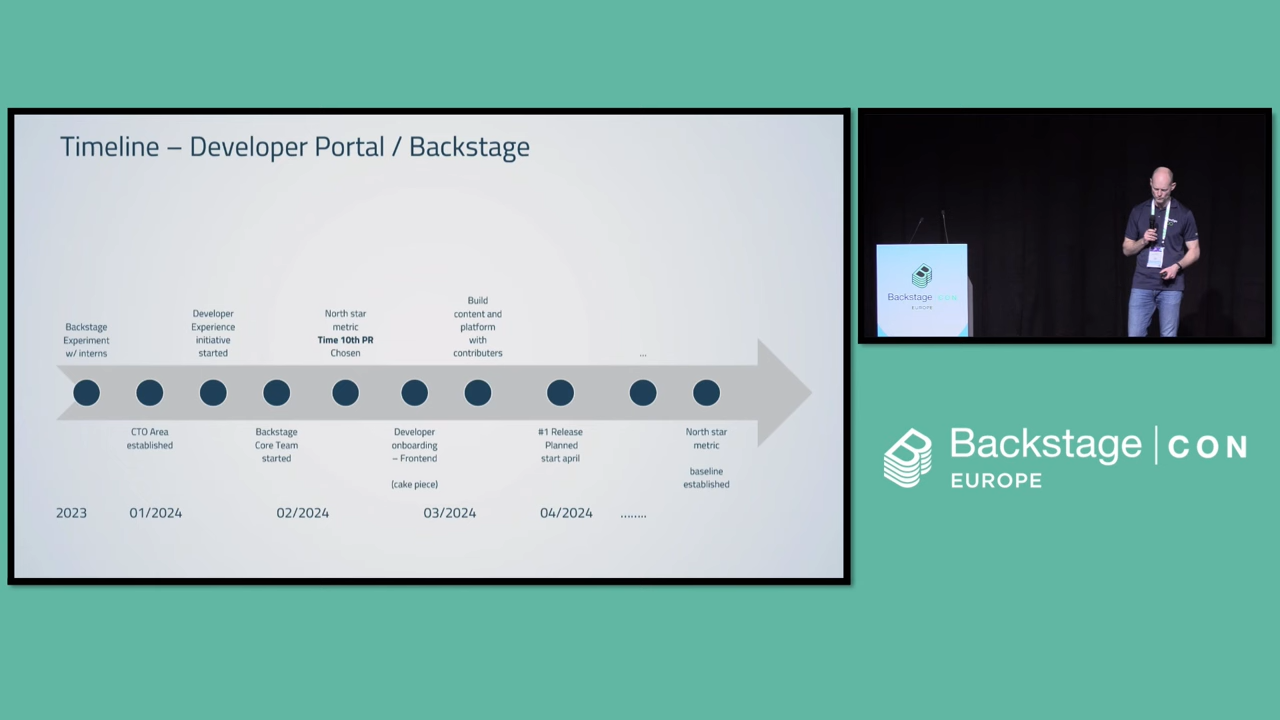 Timeline – Developer Portal / Backstage
Backstage
Experiment
w/ interns
Developer
Experience
initiative
started
North star
metric
Time 10th PR
Chosen
Build
content and
platform
with
contributers
...
CTO Area
established
Backstage
Core Team
started
Developer
onboarding
– Frontend
(cake piece)
#1 Release
Planned
start april
North star
metric
baseline
established
2023
01/2024
02/2024
03/2024
04/2024
........
Backstage CON
EUROPE
Backstage | CON
EUROPE